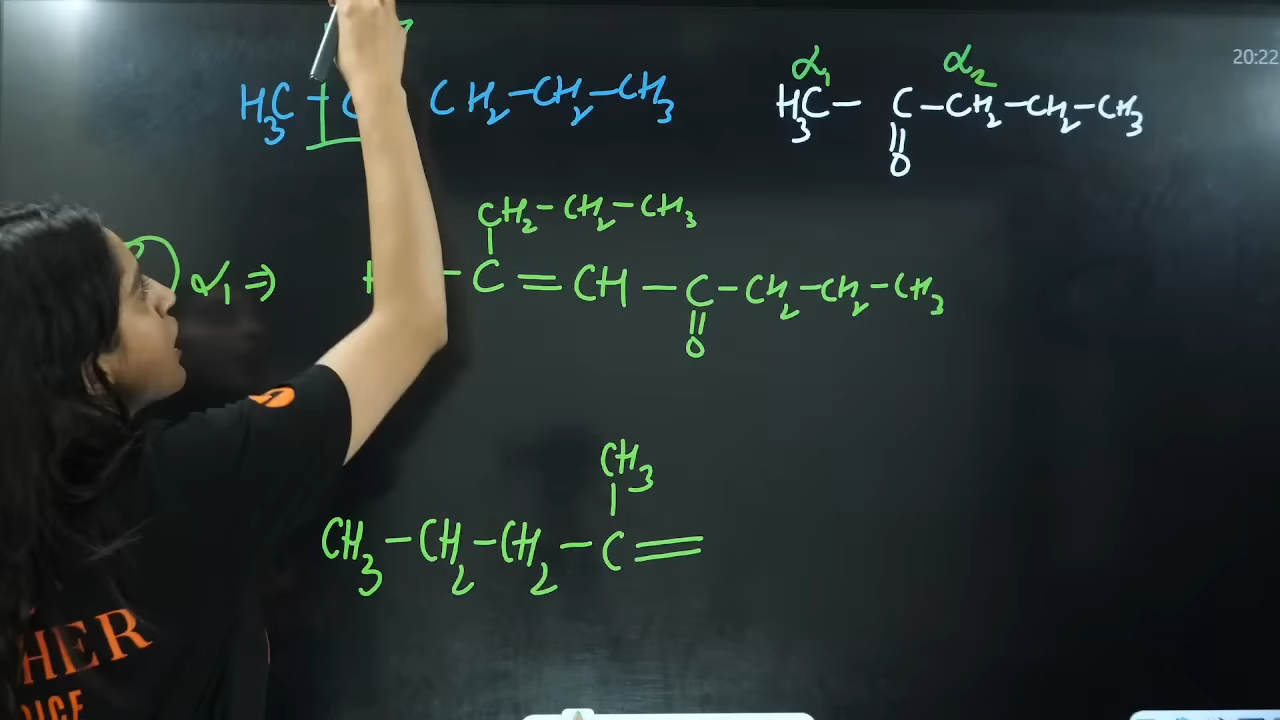 20:22
α₁ α₂
H₃C – C CH₂–CH₂–CH₃
H₃C – C –CH₂–CH₂–CH₃
||
O
CH₂–CH₂–CH₃
|
α₁ ⇒ – C = CH – C –CH₂–CH₂–CH₃
||
O
CH₃
|
CH₃–CH₂–CH₂ – C =
HER